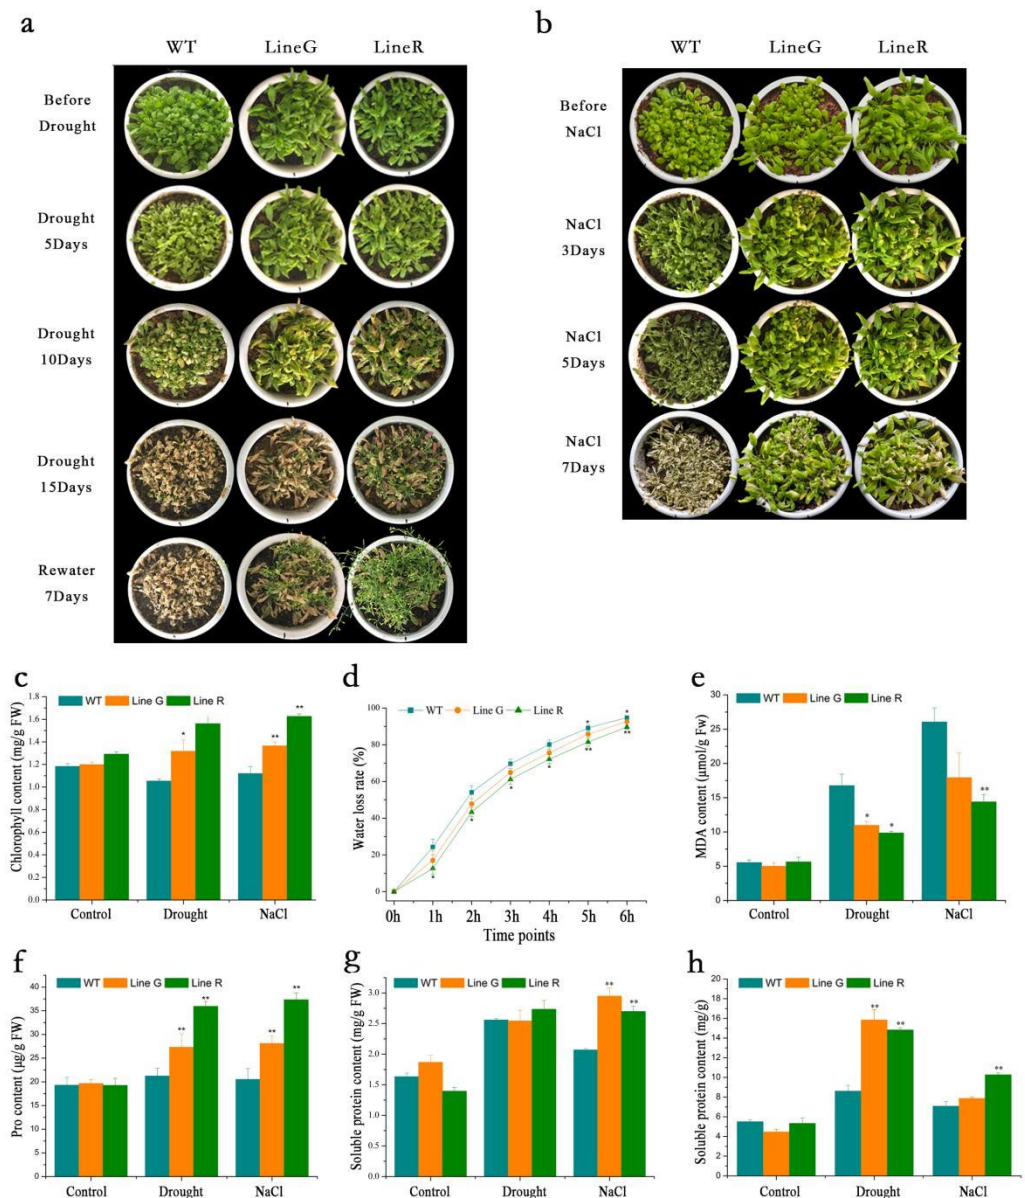 a
WT LineG LineR
Before
Drought
Drought
5Days
Drought
10Days
Drought
15Days
Rewater
7Days
b
WT LineG LineR
Before
NaCl
NaCl
3Days
NaCl
5Days
NaCl
7Days
c
WT Line G Line R
Chlorophyll content (mg/g FW)
1.8
1.6
1.4
1.2
1.0
0.8
0.6
0.4
0.2
0.0
* ** **
Control Drought NaCl
d
WT Line G Line R
Water loss rate (%)
100
80
60
40
20
0
* * * * * ** * **
0h 1h 2h 3h 4h 5h 6h
Time points
e
WT Line G Line R
MDA content (μmol/g Fw)
30
25
20
15
10
5
0
* * **
Control Drought NaCl
f
WT Line G Line R
Pro content (μg/g FW)
45
40
35
30
25
20
15
10
5
0
** ** ** **
Control Drought NaCl
g
WT Line G Line R
Soluble protein content (mg/g FW)
3.0
2.5
2.0
1.5
1.0
0.5
0.0
** **
Control Drought NaCl
h
WT Line G Line R
Soluble protein content (mg/g)
20
18
16
14
12
10
8
6
4
2
0
** ** **
Control Drought NaCl